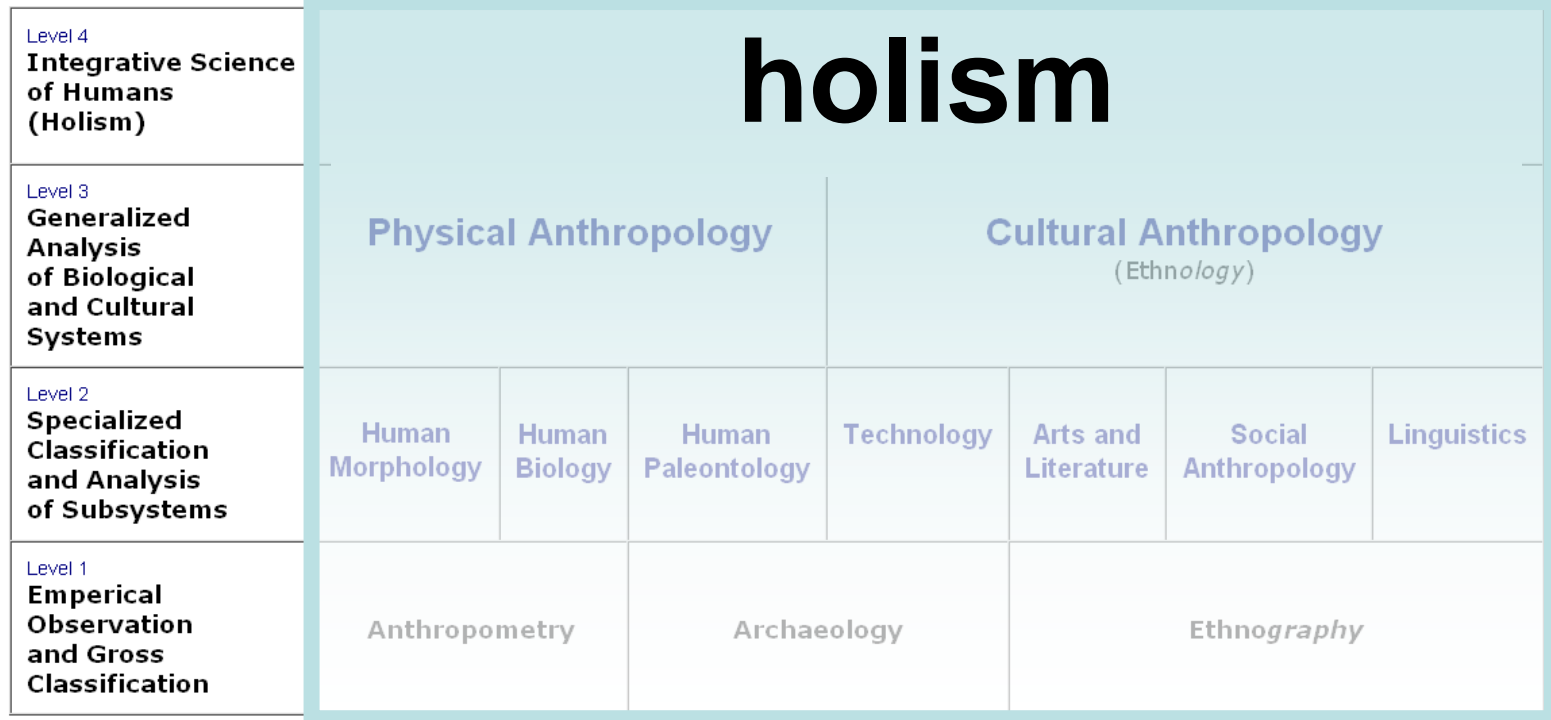 Level 4
Integrative Science
of Humans
(Holism)
holism
Level 3
Generalized
Analysis
of Biological
and Cultural
Systems
Physical Anthropology
Cultural Anthropology
(Ethnology)
Level 2
Specialized
Classification
and Analysis
of Subsystems
Human
Morphology
Human
Biology
Human
Paleontology
Technology
Arts and
Literature
Social
Anthropology
Linguistics
Level 1
Emperical
Observation
and Gross
Classification
Anthropometry
Archaeology
Ethnography